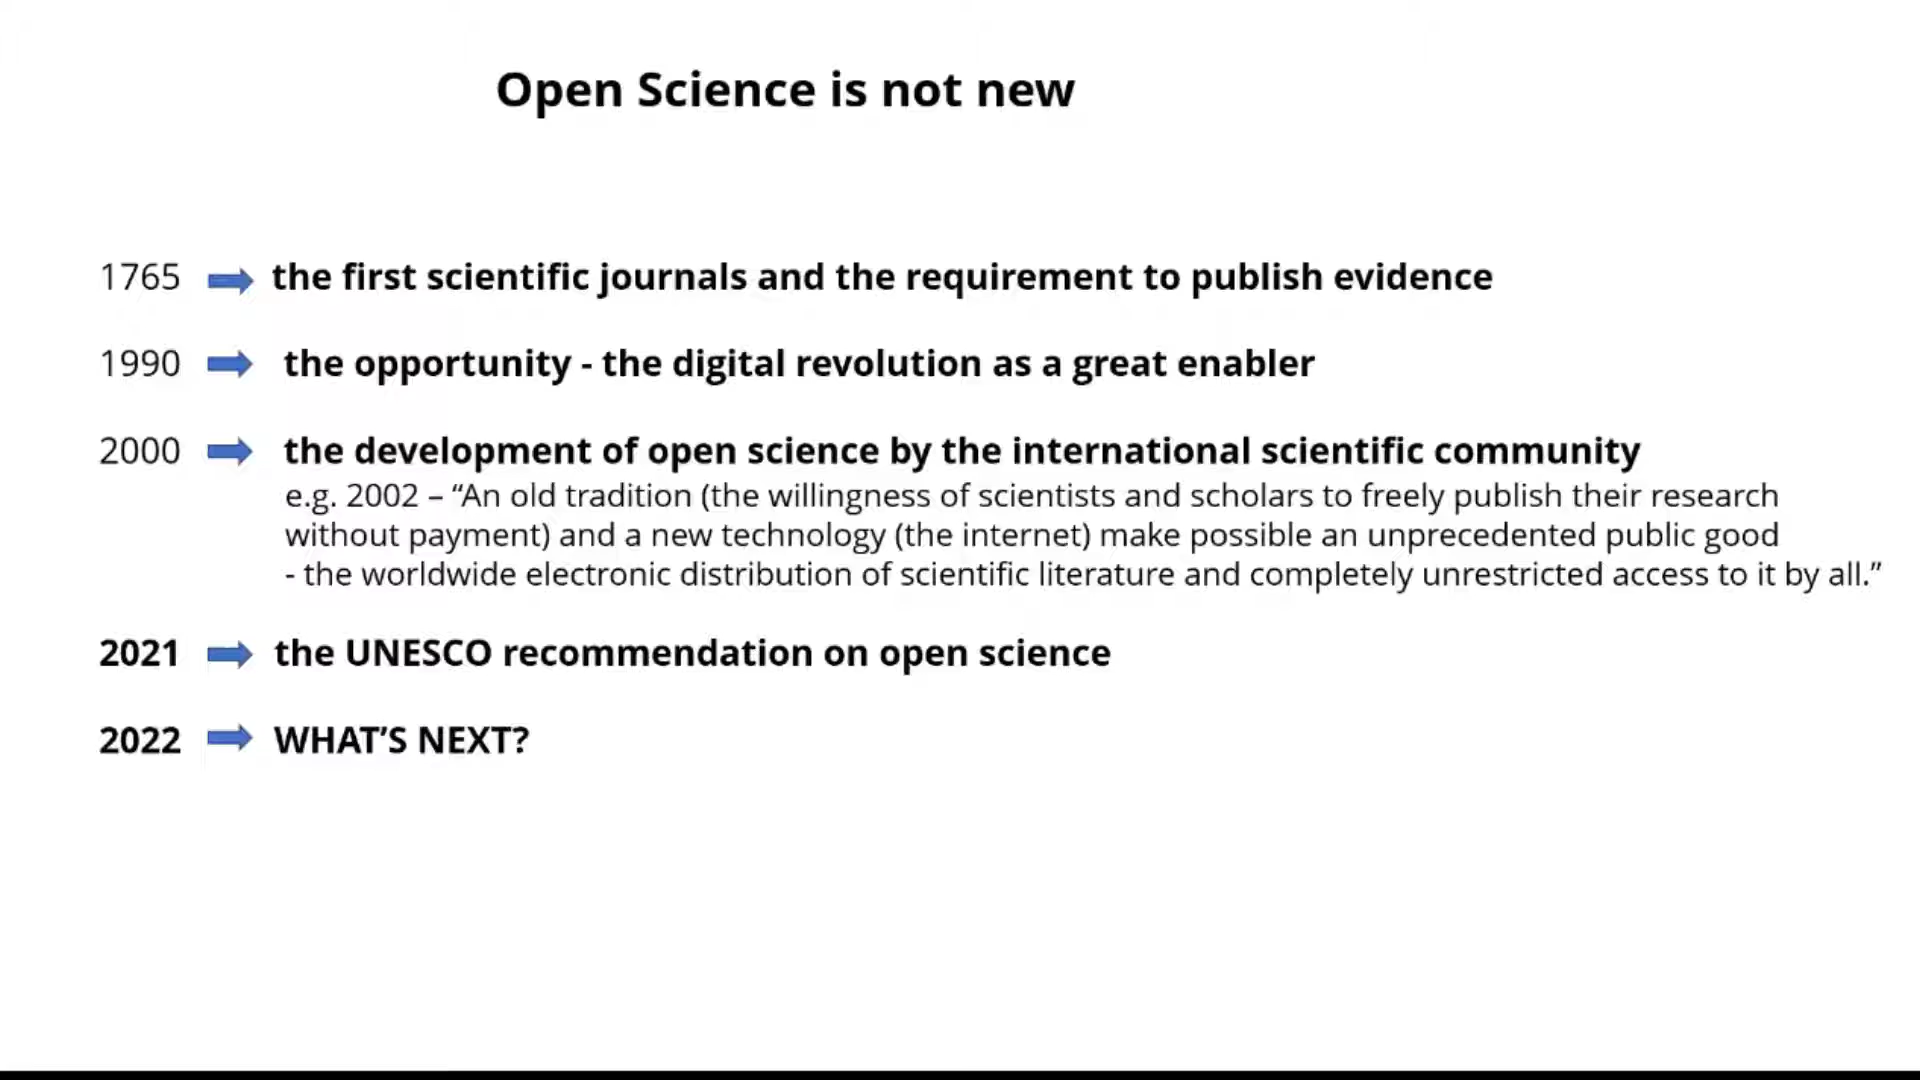 Open Science is not new
1765 the first scientific journals and the requirement to publish evidence
1990 the opportunity - the digital revolution as a great enabler
2000 the development of open science by the international scientific community
e.g. 2002 – “An old tradition (the willingness of scientists and scholars to freely publish their research
without payment) and a new technology (the internet) make possible an unprecedented public good
- the worldwide electronic distribution of scientific literature and completely unrestricted access to it by all.”
2021 the UNESCO recommendation on open science
2022 WHAT’S NEXT?